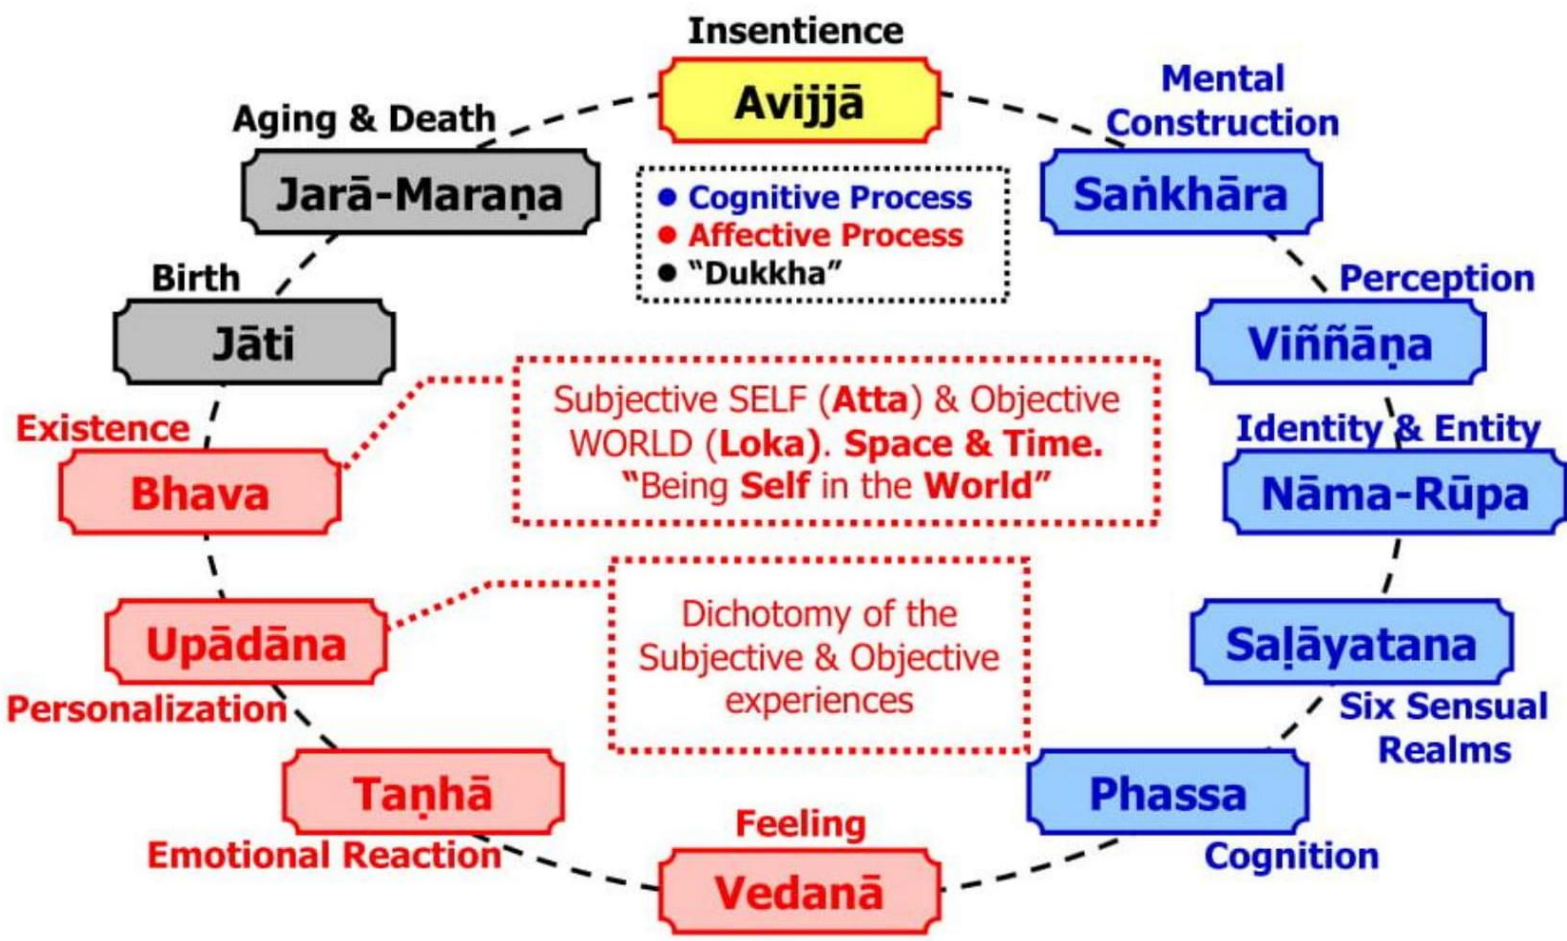 Insentience
Avijjā
Mental
Construction
Saṅkhāra
Perception
Viññāṇa
Identity & Entity
Nāma-Rūpa
Saḷāyatana
Six Sensual
Realms
Phassa
Cognition
Feeling
Vedanā
Taṇhā
Emotional Reaction
Upādāna
Personalization
Existence
Bhava
Birth
Jāti
Aging & Death
Jarā-Maraṇa
• Cognitive Process
• Affective Process
• “Dukkha”
Subjective SELF (Atta) & Objective
WORLD (Loka). Space & Time.
“Being Self in the World”
Dichotomy of the
Subjective & Objective
experiences